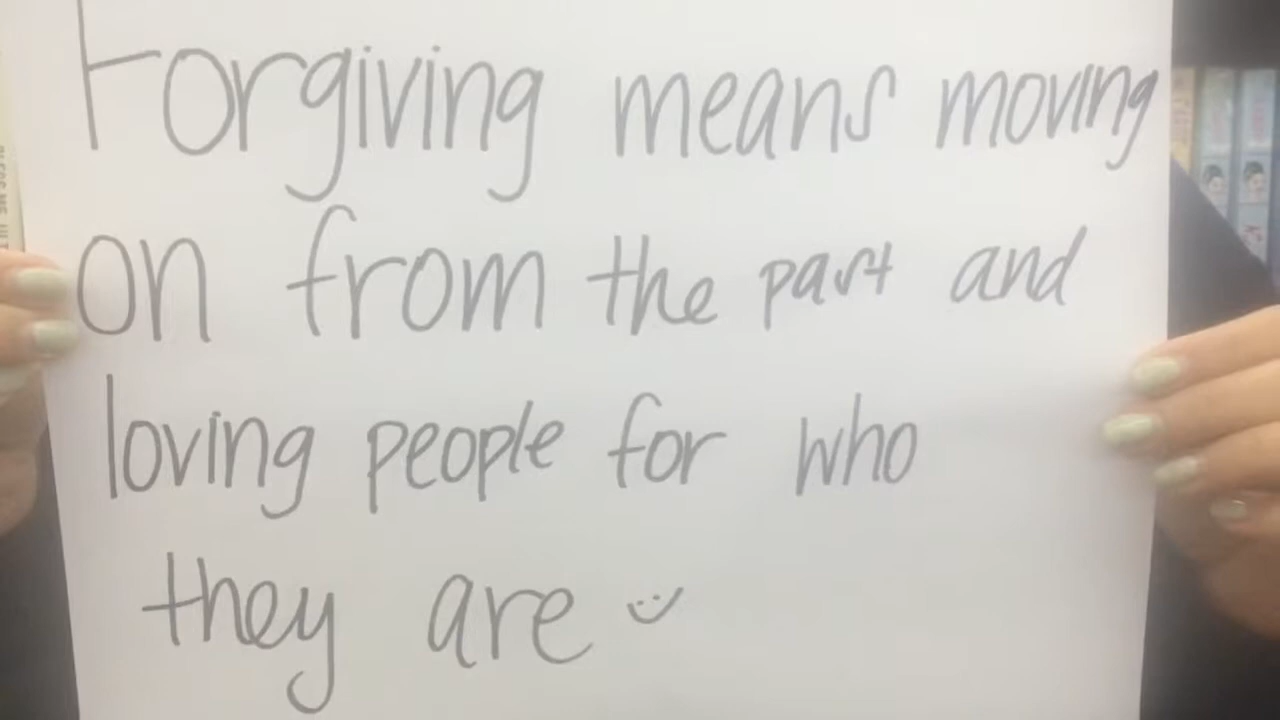 Forgiving means moving
on from the past and
loving people for who
they are